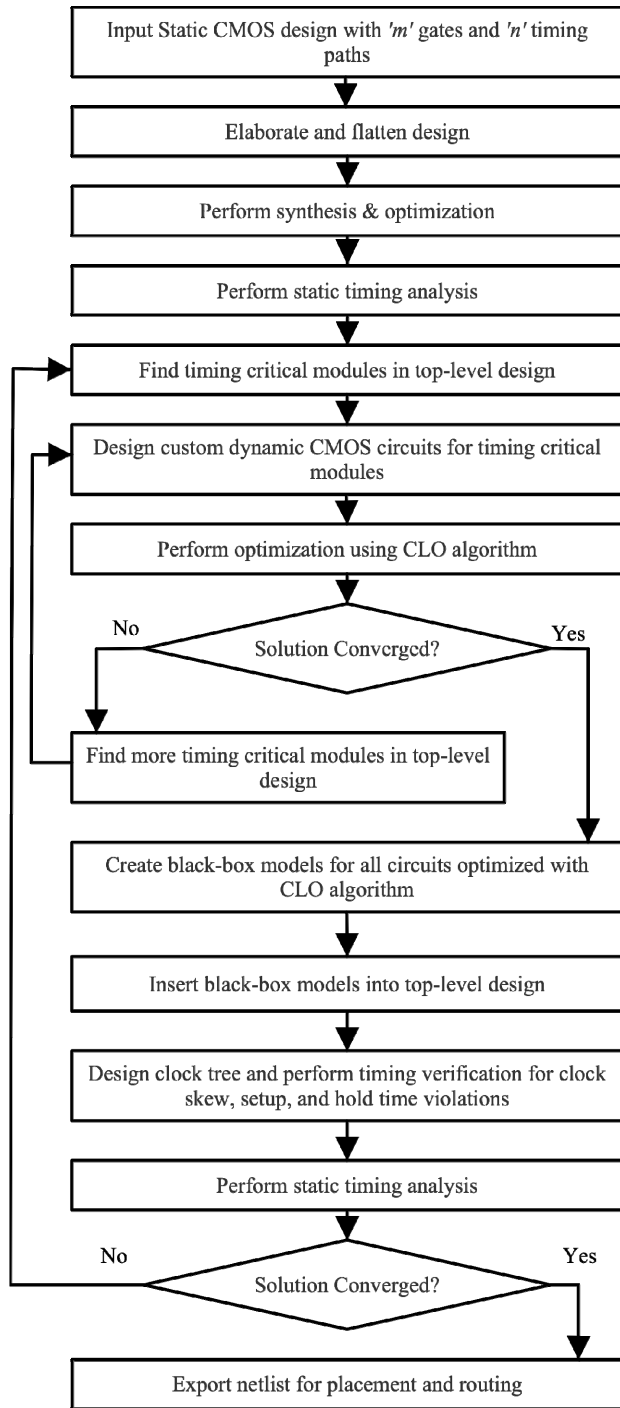 Input Static CMOS design with 'm' gates and 'n' timing
paths
Elaborate and flatten design
Perform synthesis & optimization
Perform static timing analysis
Find timing critical modules in top-level design
Design custom dynamic CMOS circuits for timing critical
modules
Perform optimization using CLO algorithm
No
Solution Converged?
Yes
Find more timing critical modules in top-level
design
Create black-box models for all circuits optimized with
CLO algorithm
Insert black-box models into top-level design
Design clock tree and perform timing verification for clock
skew, setup, and hold time violations
Perform static timing analysis
No
Solution Converged?
Yes
Export netlist for placement and routing